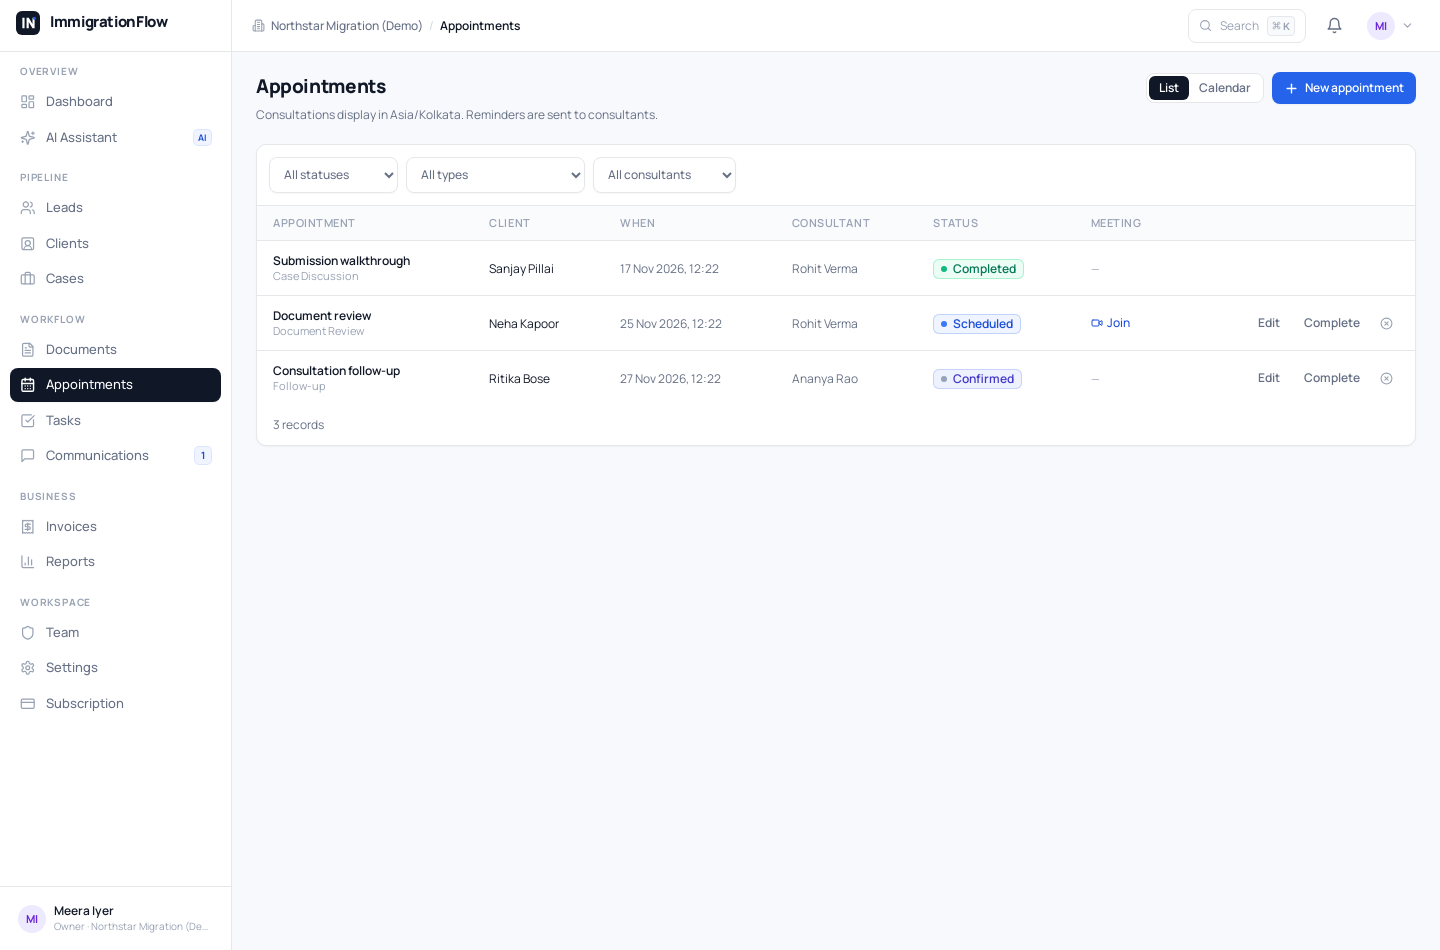 IN ImmigrationFlow
Northstar Migration (Demo) / Appointments
Search ⌘ K
MI
OVERVIEW
Dashboard
AI Assistant AI
PIPELINE
Leads
Clients
Cases
WORKFLOW
Documents
Appointments
Tasks
Communications 1
BUSINESS
Invoices
Reports
WORKSPACE
Team
Settings
Subscription
MI Meera Iyer
Owner · Northstar Migration (De...
Appointments
Consultations display in Asia/Kolkata. Reminders are sent to consultants.
List Calendar
New appointment
All statuses All types All consultants
APPOINTMENT CLIENT WHEN CONSULTANT STATUS MEETING
Submission walkthrough
Case Discussion
Sanjay Pillai 17 Nov 2026, 12:22 Rohit Verma Completed —
Document review
Document Review
Neha Kapoor 25 Nov 2026, 12:22 Rohit Verma Scheduled Join Edit Complete
Consultation follow-up
Follow-up
Ritika Bose 27 Nov 2026, 12:22 Ananya Rao Confirmed — Edit Complete
3 records